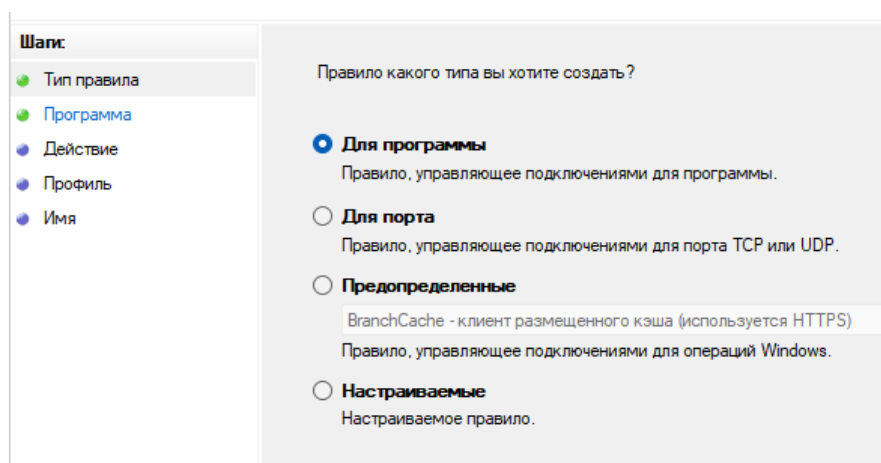 Шаги:
Тип правила
Программа
Действие
Профиль
Имя
Правило какого типа вы хотите создать?
Для программы
Правило, управляющее подключениями для программы.
Для порта
Правило, управляющее подключениями для порта TCP или UDP.
Предопределенные
BranchCache - клиент размещенного кэша (используется HTTPS)
Правило, управляющее подключениями для операций Windows.
Настраиваемые
Настраиваемое правило.